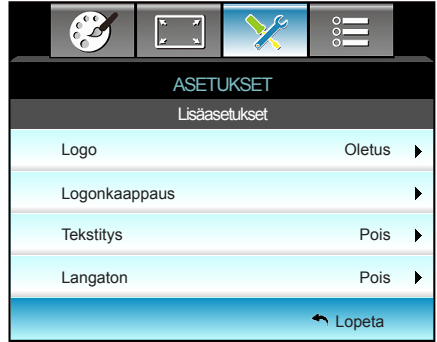 ASETUKSET
Lisäasetukset
Logo Oletus
Logonkaappaus
Tekstitys Pois
Langaton Pois
Lopeta